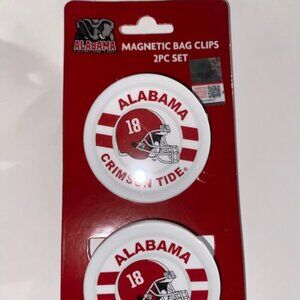 ALABAMA
MAGNETIC BAG CLIPS
2PC SET
ALABAMA
18
CRIMSON TIDE®
ALABAMA
18